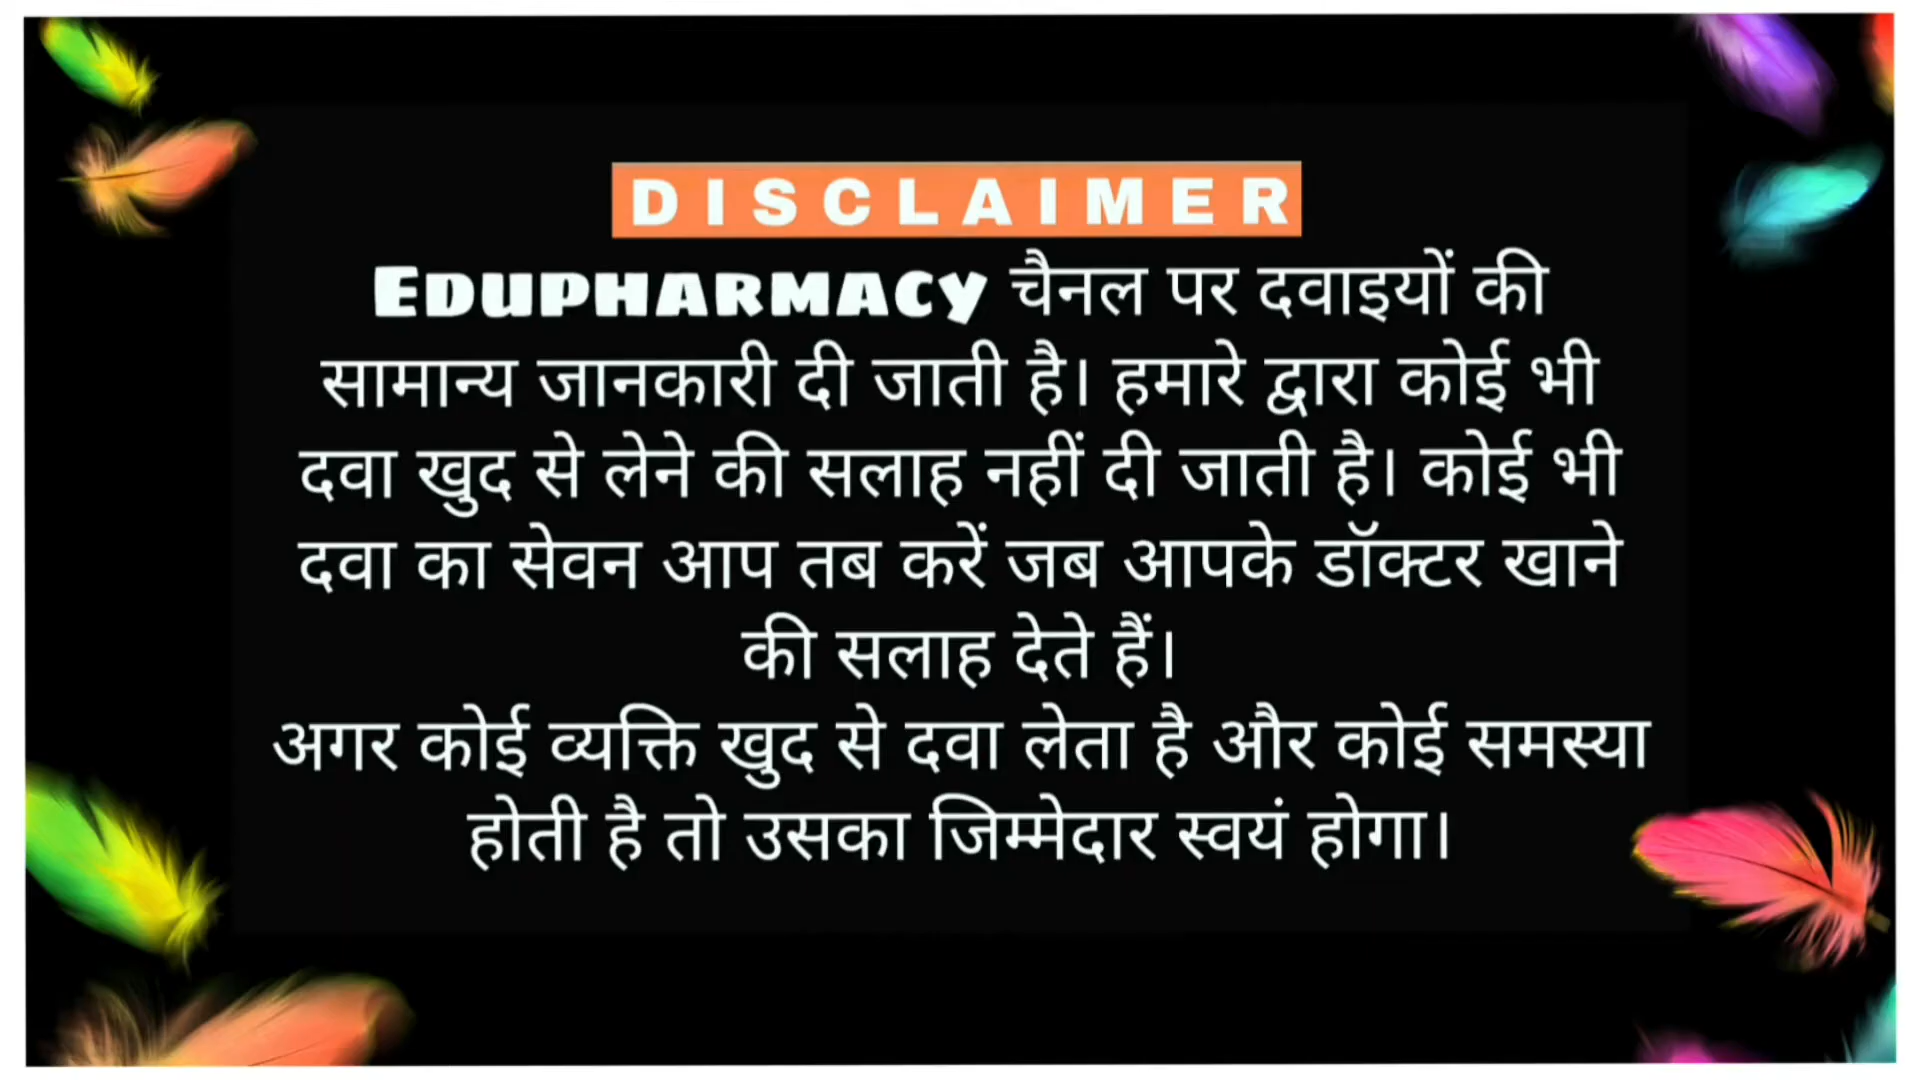 DISCLAIMER
EDUPHARMACY चैनल पर दवाइयों की
सामान्य जानकारी दी जाती है। हमारे द्वारा कोई भी
दवा खुद से लेने की सलाह नहीं दी जाती है। कोई भी
दवा का सेवन आप तब करें जब आपके डॉक्टर खाने
की सलाह देते हैं।
अगर कोई व्यक्ति खुद से दवा लेता है और कोई समस्या
होती है तो उसका जिम्मेदार स्वयं होगा।